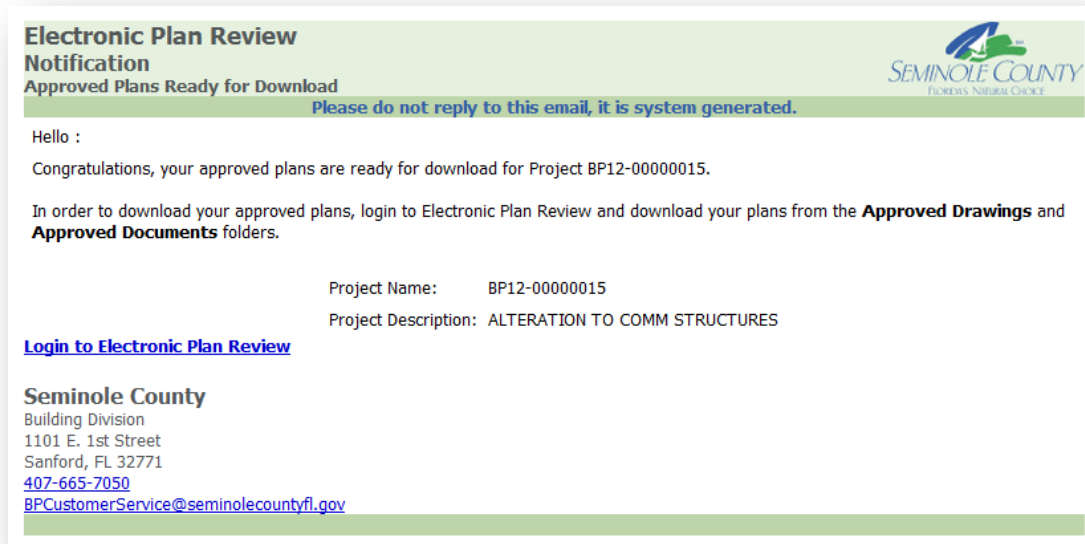 Electronic Plan Review
Notification
Approved Plans Ready for Download
SEMINOLE COUNTY
FLORIDA'S NATURAL CHOICE
Please do not reply to this email, it is system generated.
Hello :
Congratulations, your approved plans are ready for download for Project BP12-00000015.
In order to download your approved plans, login to Electronic Plan Review and download your plans from the Approved Drawings and
Approved Documents folders.
Project Name: BP12-00000015
Project Description: ALTERATION TO COMM STRUCTURES
Login to Electronic Plan Review
Seminole County
Building Division
1101 E. 1st Street
Sanford, FL 32771
407-665-7050
BPCustomerService@seminolecountyfl.gov